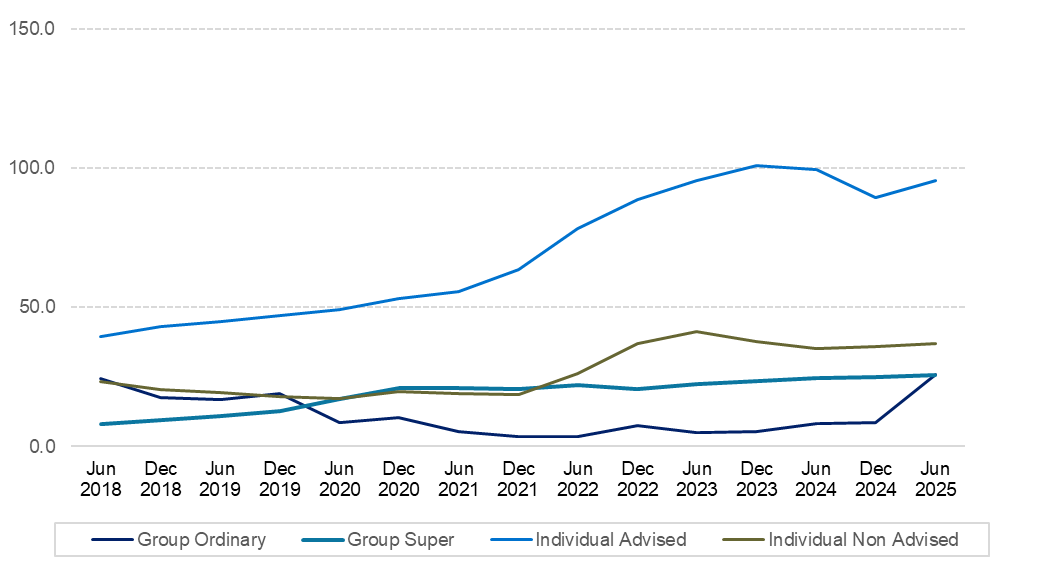 150.0
100.0
50.0
0.0
Jun Dec Jun Dec Jun Dec Jun Dec Jun Dec Jun Dec Jun Dec Jun
2018 2018 2019 2019 2020 2020 2021 2021 2022 2022 2023 2023 2024 2024 2025
Group Ordinary Group Super Individual Advised Individual Non Advised